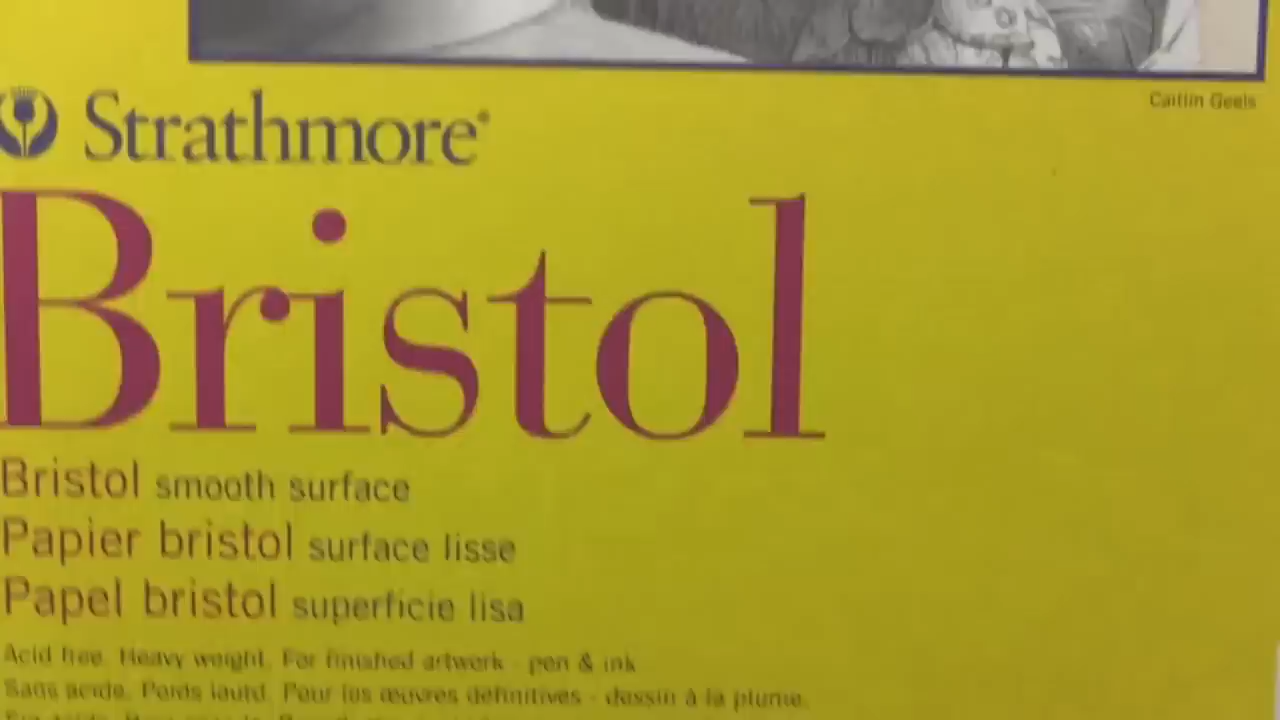 Caitlin Geels
Strathmore®
Bristol
Bristol smooth surface
Papier bristol surface lisse
Papel bristol superficie lisa
Acid free. Heavy weight. For finished artwork - pen & ink
Sans acide. Poids lourd. Pour les œuvres définitives - dessin à la plume.